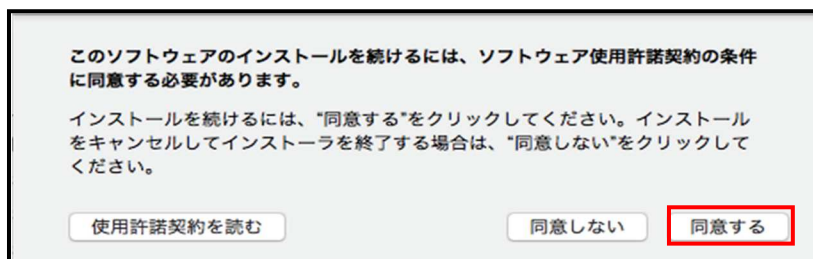 このソフトウェアのインストールを続けるには、ソフトウェア使用許諾契約の条件
に同意する必要があります。
インストールを続けるには、“同意する”をクリックしてください。インストール
をキャンセルしてインストーラを終了する場合は、“同意しない”をクリックして
ください。
使用許諾契約を読む 同意しない 同意する